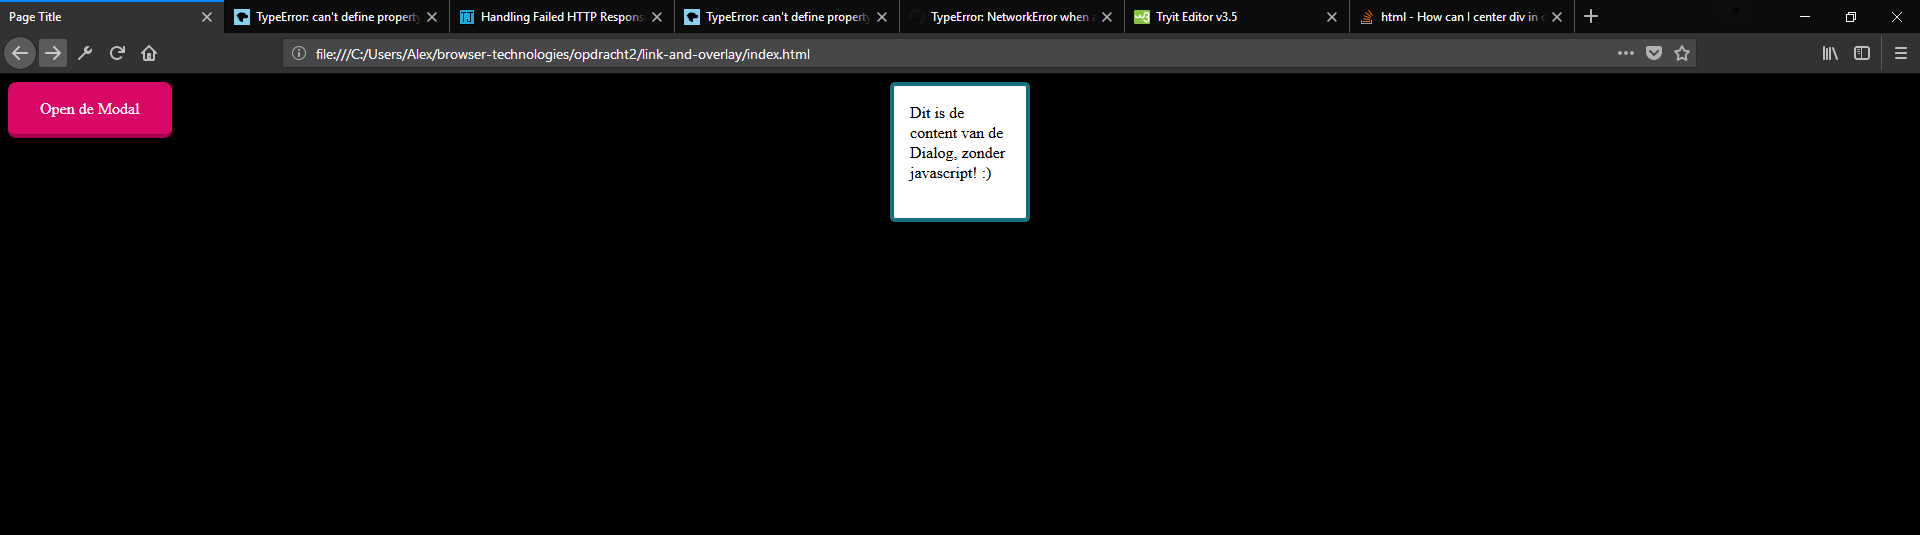 Page Title
TypeError: can't define property
Handling Failed HTTP Respons
TypeError: can't define property
TypeError: NetworkError when a
Tryit Editor v3.5
html - How can I center div in
file:///C:/Users/Alex/browser-technologies/opdracht2/link-and-overlay/index.html
Open de Modal
Dit is de
content van de
Dialog, zonder
javascript! :)